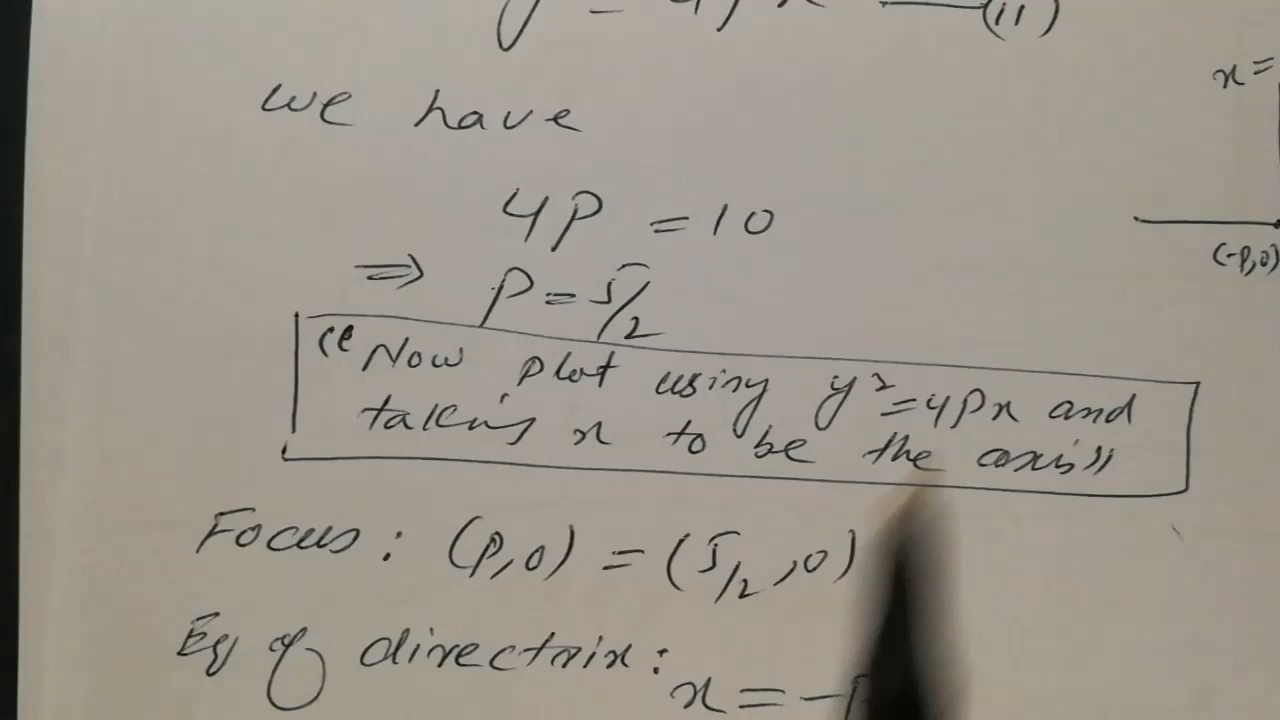 (ii)
x =
we have
4P = 10
(-P,0)
⇒ P = 5/2
"Now plot using y² = 4Px and
taking x to be the axis"
Focus: (P,0) = (5/2,0)
Eq of directrix:
x = -